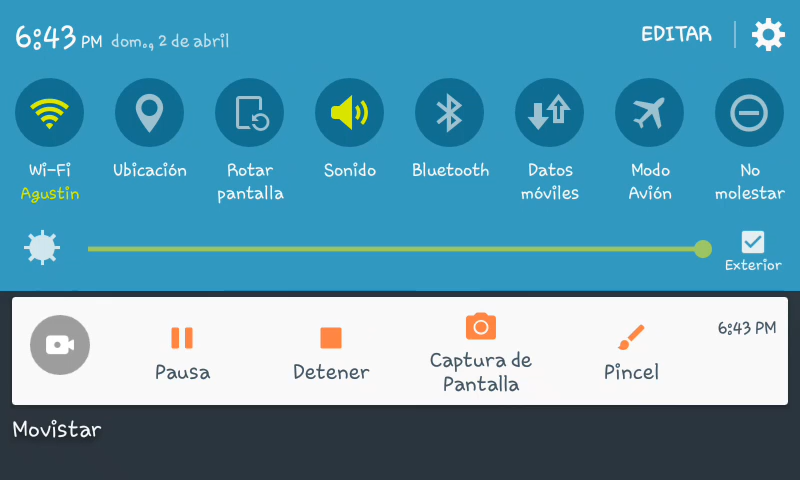 6:43 PM dom., 2 de abril
EDITAR
Wi-Fi
Agustin
Ubicación
Rotar
pantalla
Sonido
Bluetooth
Datos
móviles
Modo
Avión
No
molestar
Exterior
Pausa
Detener
Captura de
Pantalla
Pincel
6:43 PM
Movistar